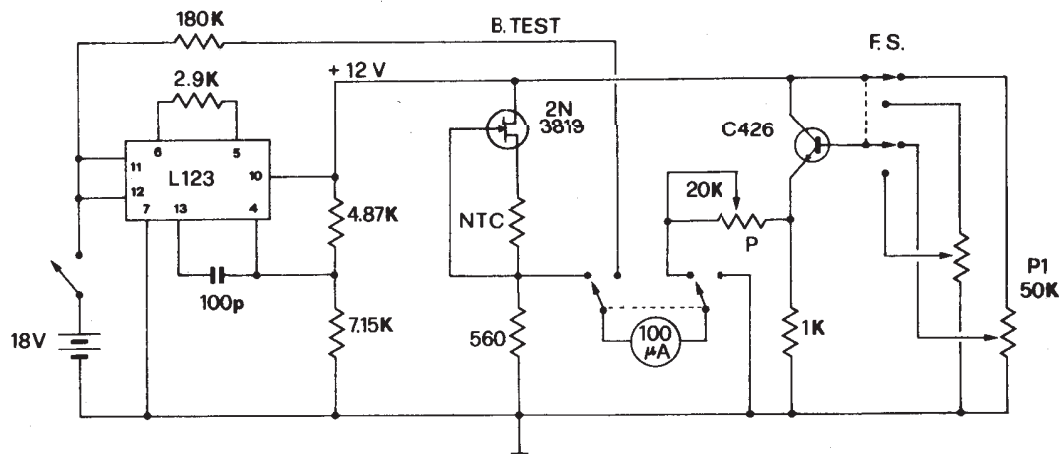 180K
B. TEST
F. S.
2.9K
+ 12 V
2N
3819
C426
6
5
11
L123
10
12
7
13
4
20K
4.87K
NTC
P
P1
50K
100p
18V
7.15K
560
100
µA
1K